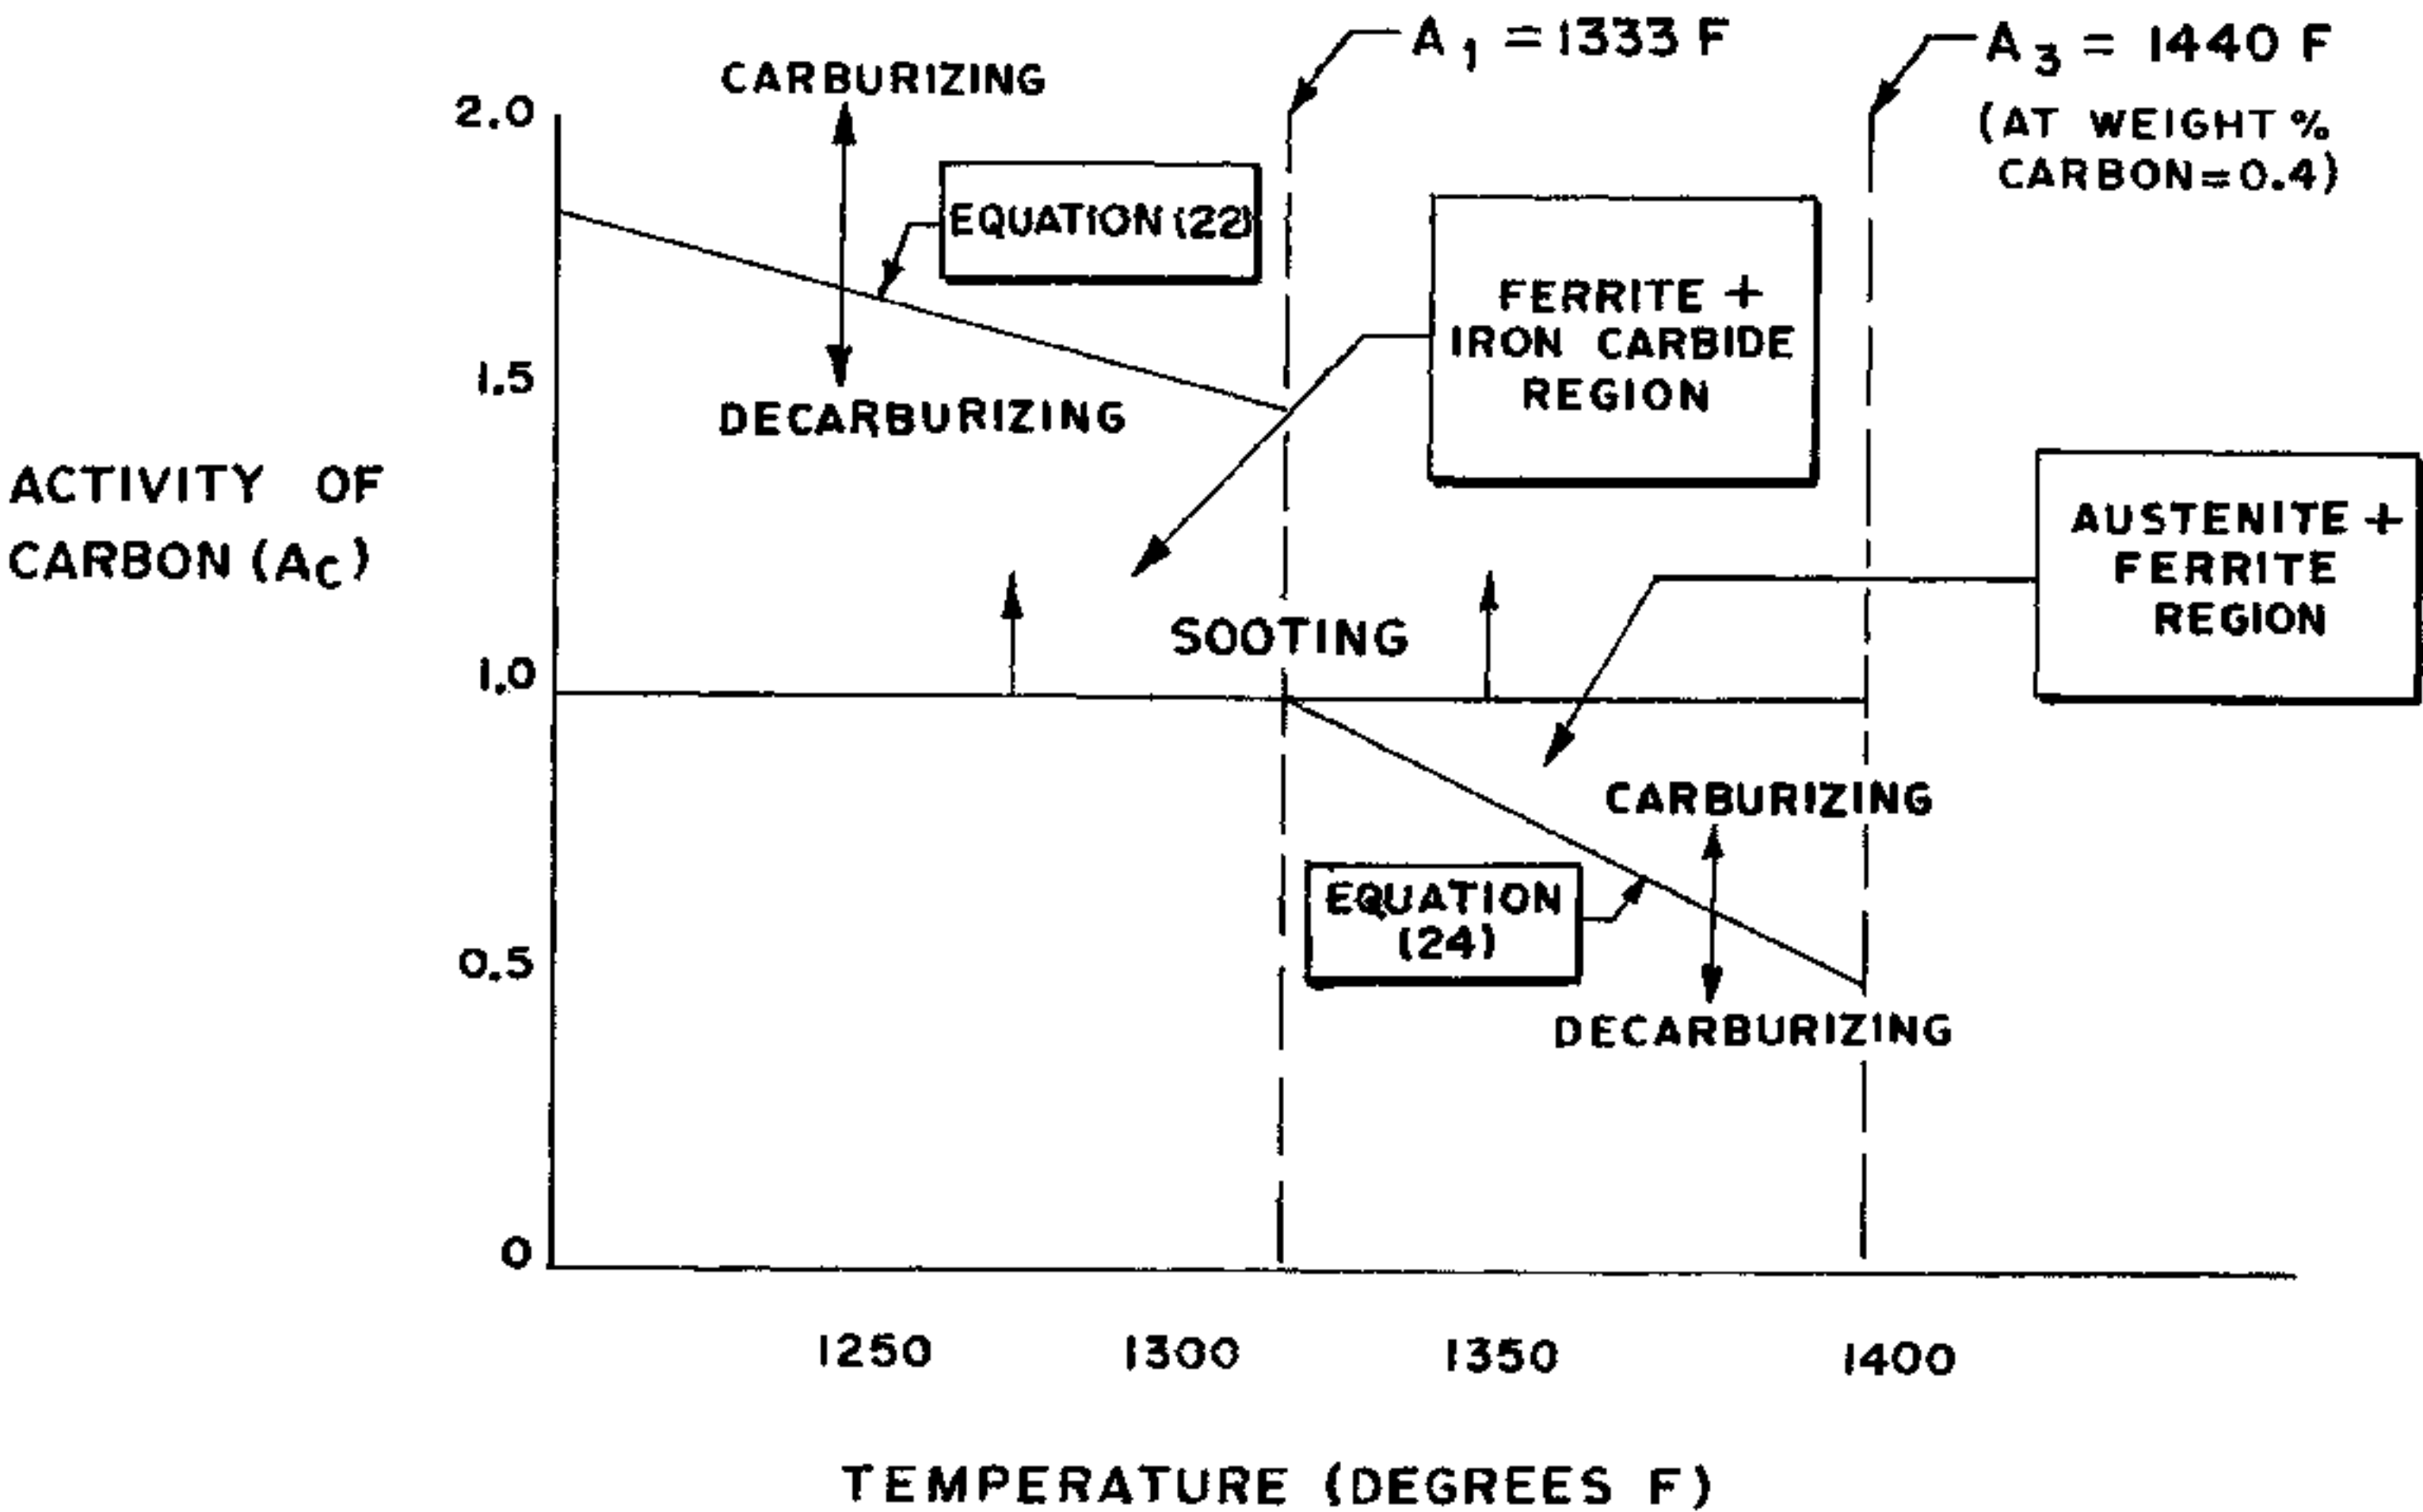 A1 = 1333 F
A3 = 1440 F
(AT WEIGHT %
CARBON=0.4)
CARBURIZING
2.0
EQUATION (22)
FERRITE +
IRON CARBIDE
REGION
1.5
DECARBURIZING
ACTIVITY OF
CARBON (AC)
AUSTENITE +
FERRITE
REGION
SOOTING
1.0
CARBURIZING
EQUATION
(24)
0.5
DECARBURIZING
0
1250
1300
1350
1400
TEMPERATURE (DEGREES F)